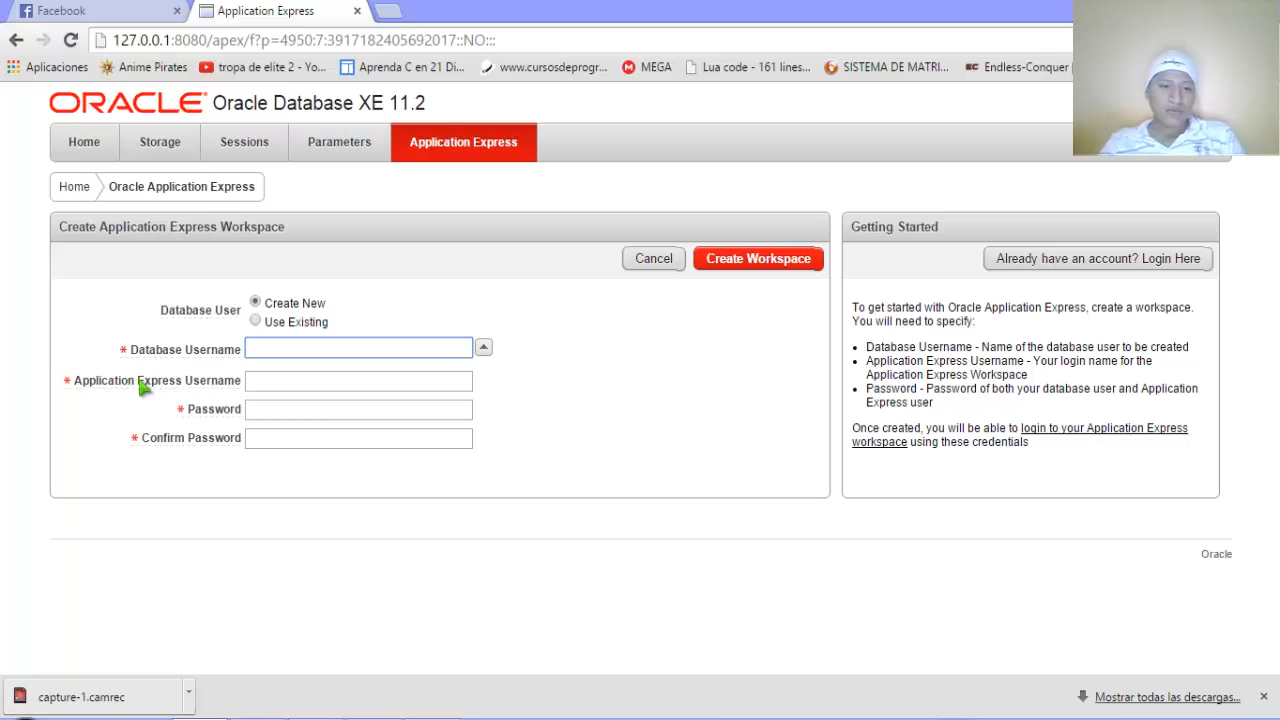 Facebook
Application Express
127.0.0.1:8080/apex/f?p=4950:7:3917182405692017::NO:::
Aplicaciones
Anime Pirates
tropa de elite 2 - Yo...
Aprenda C en 21 Di...
www.cursosdeprogr...
MEGA
Lua code - 161 lines...
SISTEMA DE MATRI...
Endless-Conquer
ORACLE Oracle Database XE 11.2
Home
Storage
Sessions
Parameters
Application Express
Home
Oracle Application Express
Create Application Express Workspace
Cancel
Create Workspace
Database User
Create New
Use Existing
* Database Username
* Application Express Username
* Password
* Confirm Password
Getting Started
Already have an account? Login Here
To get started with Oracle Application Express, create a workspace.
You will need to specify:
• Database Username - Name of the database user to be created
• Application Express Username - Your login name for the
Application Express Workspace
• Password - Password of both your database user and Application
Express user
Once created, you will be able to login to your Application Express
workspace using these credentials
Oracle
capture-1.camrec
Mostrar todas las descargas...